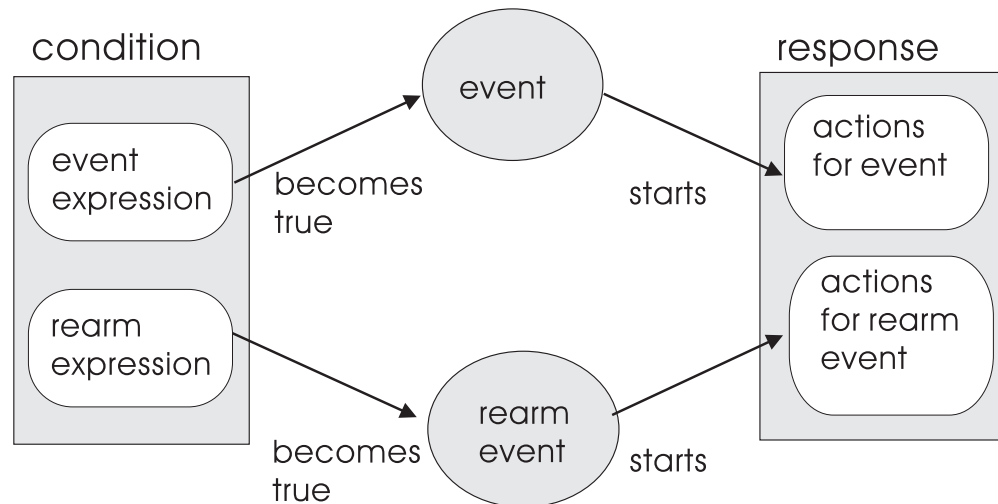 condition
event
expression
rearm
expression
becomes
true
becomes
true
event
rearm
event
starts
starts
response
actions
for event
actions
for rearm
event